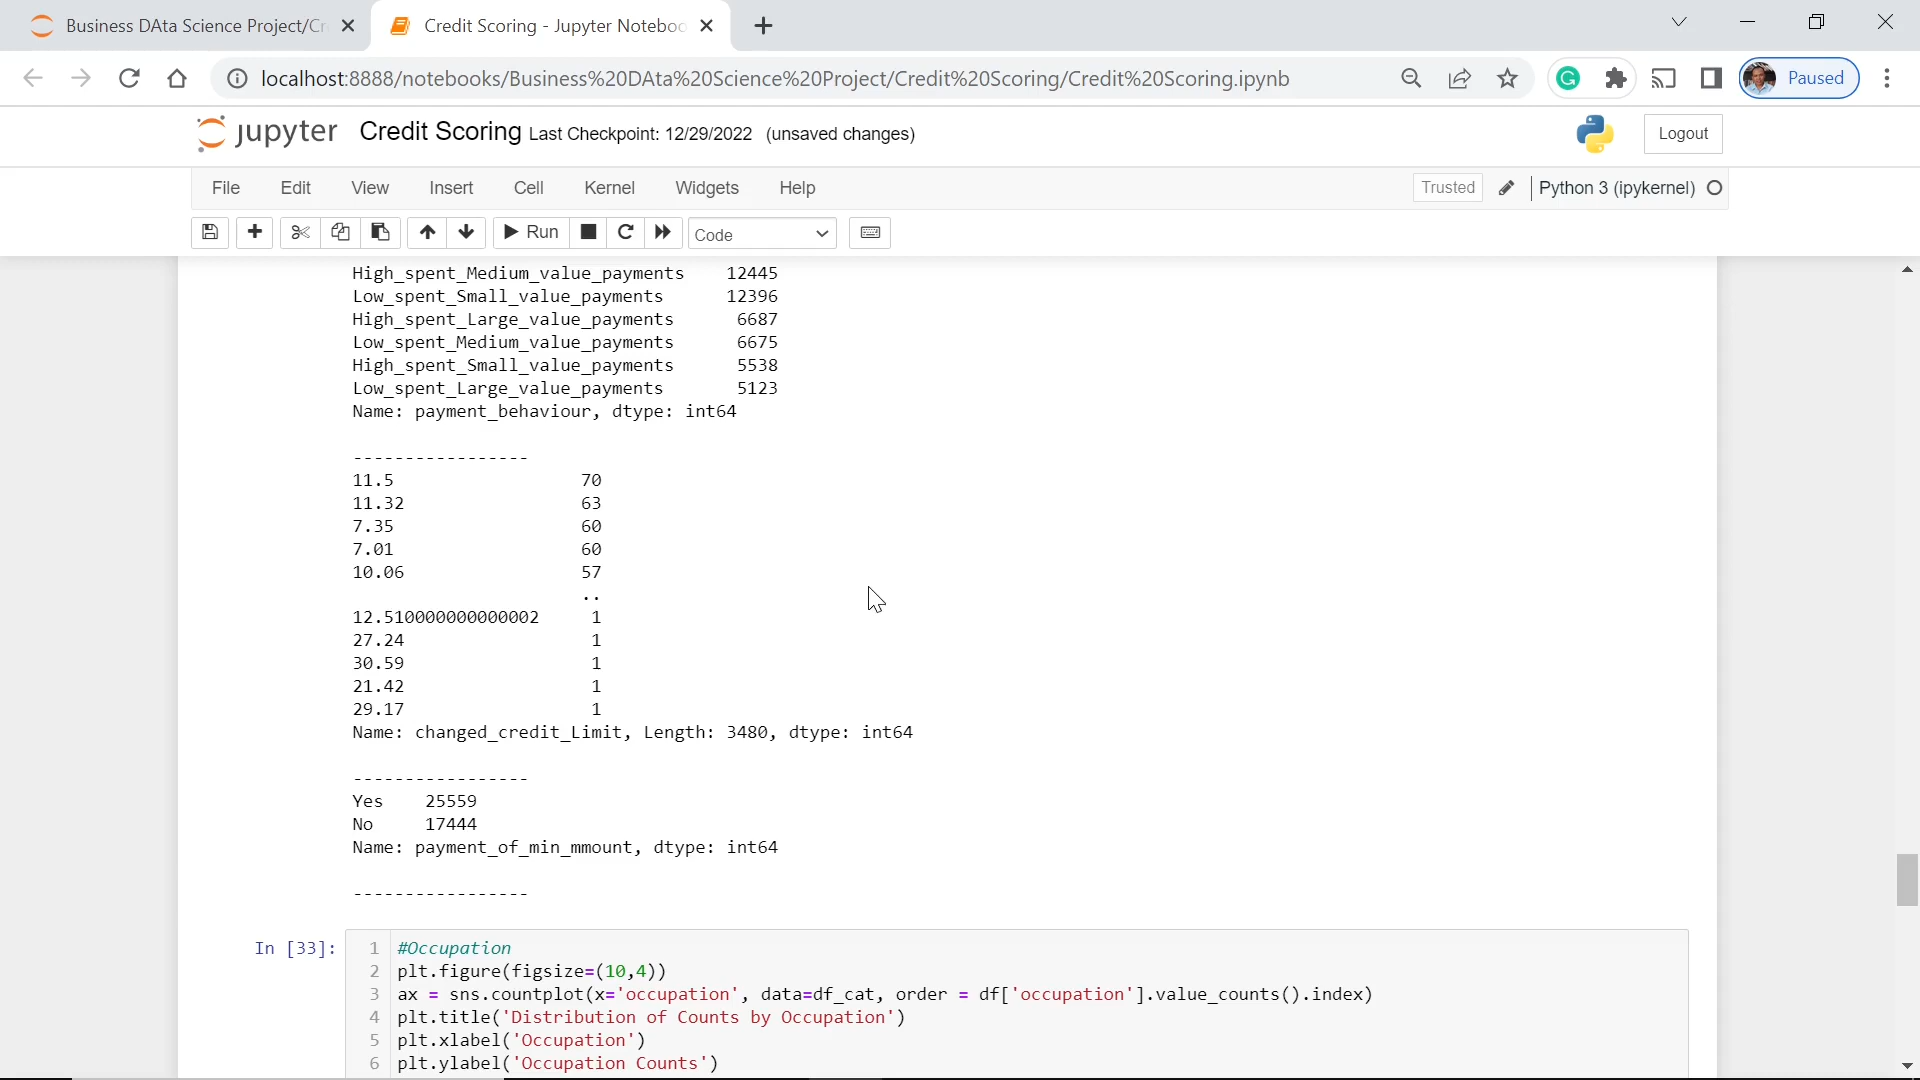 Business DAta Science Project/Cr
Credit Scoring - Jupyter Noteboo
localhost:8888/notebooks/Business%20DAta%20Science%20Project/Credit%20Scoring/Credit%20Scoring.ipynb
Paused
jupyter Credit Scoring Last Checkpoint: 12/29/2022 (unsaved changes)
Logout
File Edit View Insert Cell Kernel Widgets Help
Trusted Python 3 (ipykernel)
Run Code
High_spent_Medium_value_payments 12445
Low_spent_Small_value_payments 12396
High_spent_Large_value_payments 6687
Low_spent_Medium_value_payments 6675
High_spent_Small_value_payments 5538
Low_spent_Large_value_payments 5123
Name: payment_behaviour, dtype: int64
-----------------
11.5 70
11.32 63
7.35 60
7.01 60
10.06 57
..
12.510000000000002 1
27.24 1
30.59 1
21.42 1
29.17 1
Name: changed_credit_Limit, Length: 3480, dtype: int64
-----------------
Yes 25559
No 17444
Name: payment_of_min_mmount, dtype: int64
-----------------
In [33]:
1 #Occupation
2 plt.figure(figsize=(10,4))
3 ax = sns.countplot(x='occupation', data=df_cat, order = df['occupation'].value_counts().index)
4 plt.title('Distribution of Counts by Occupation')
5 plt.xlabel('Occupation')
6 plt.ylabel('Occupation Counts')